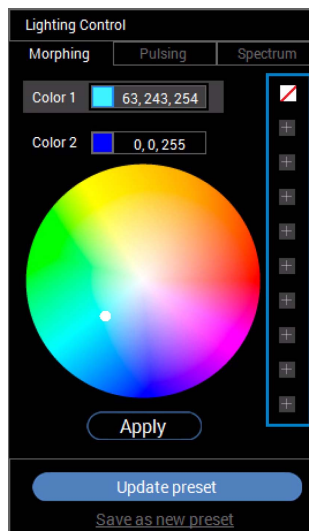 Lighting Control
Morphing Pulsing Spectrum
Color 1 63, 243, 254
Color 2 0, 0, 255
Apply
Update preset
Save as new preset